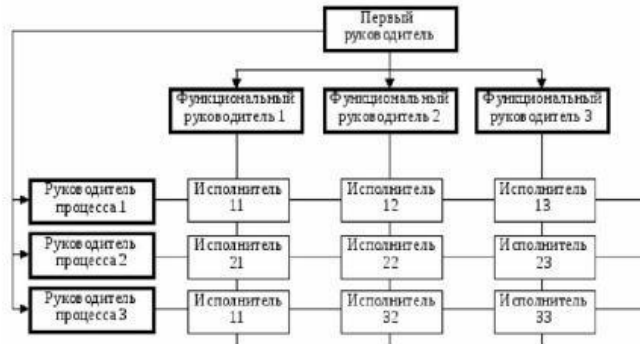 Первый
руководитель
Функциональный
руководитель 1
Функциональный
руководитель 2
Функциональный
руководитель 3
Руководитель
процесса 1
Исполнитель
11
Исполнитель
12
Исполнитель
13
Руководитель
процесса 2
Исполнитель
21
Исполнитель
22
Исполнитель
23
Руководитель
процесса 3
Исполнитель
11
Исполнитель
32
Исполнитель
33